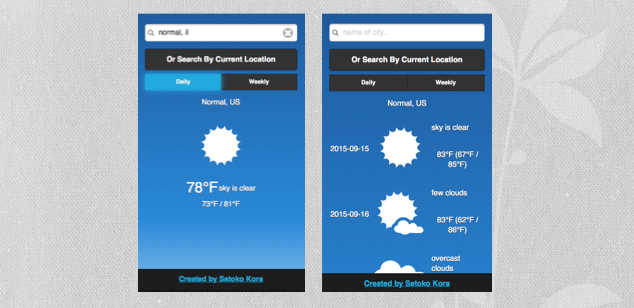 normal, il
Or Search By Current Location
Daily
Weekly
Normal, US
78°F sky is clear
73°F / 81°F
Created by Satoko Kora
name of city...
Or Search By Current Location
Daily
Weekly
Normal, US
2015-09-15
sky is clear
83°F (67°F /
85°F)
2015-09-16
few clouds
83°F (62°F /
86°F)
overcast
clouds
Created by Satoko Kora